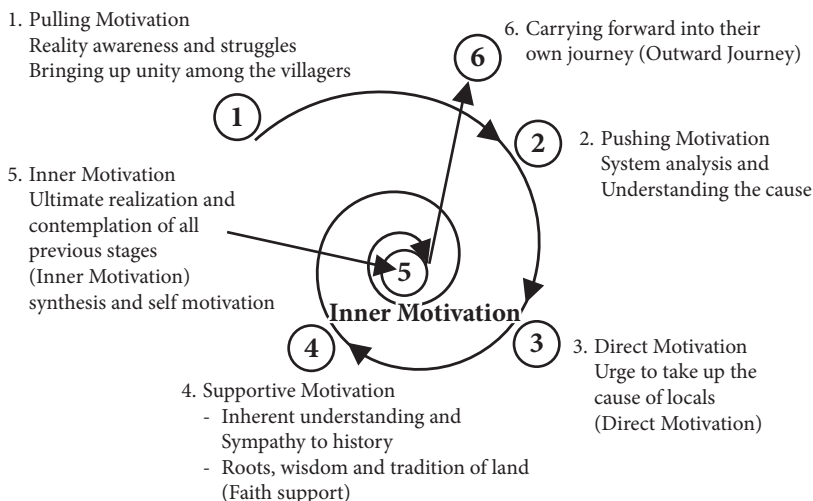 1. Pulling Motivation
Reality awareness and struggles
Bringing up unity among the villagers
6. Carrying forward into their
own journey (Outward Journey)
6
1
2
2. Pushing Motivation
System analysis and
Understanding the cause
5. Inner Motivation
Ultimate realization and
contemplation of all
previous stages
(Inner Motivation)
synthesis and self motivation
5
Inner Motivation
4
3
3. Direct Motivation
Urge to take up the
cause of locals
(Direct Motivation)
4. Supportive Motivation
- Inherent understanding and
Sympathy to history
- Roots, wisdom and tradition of land
(Faith support)